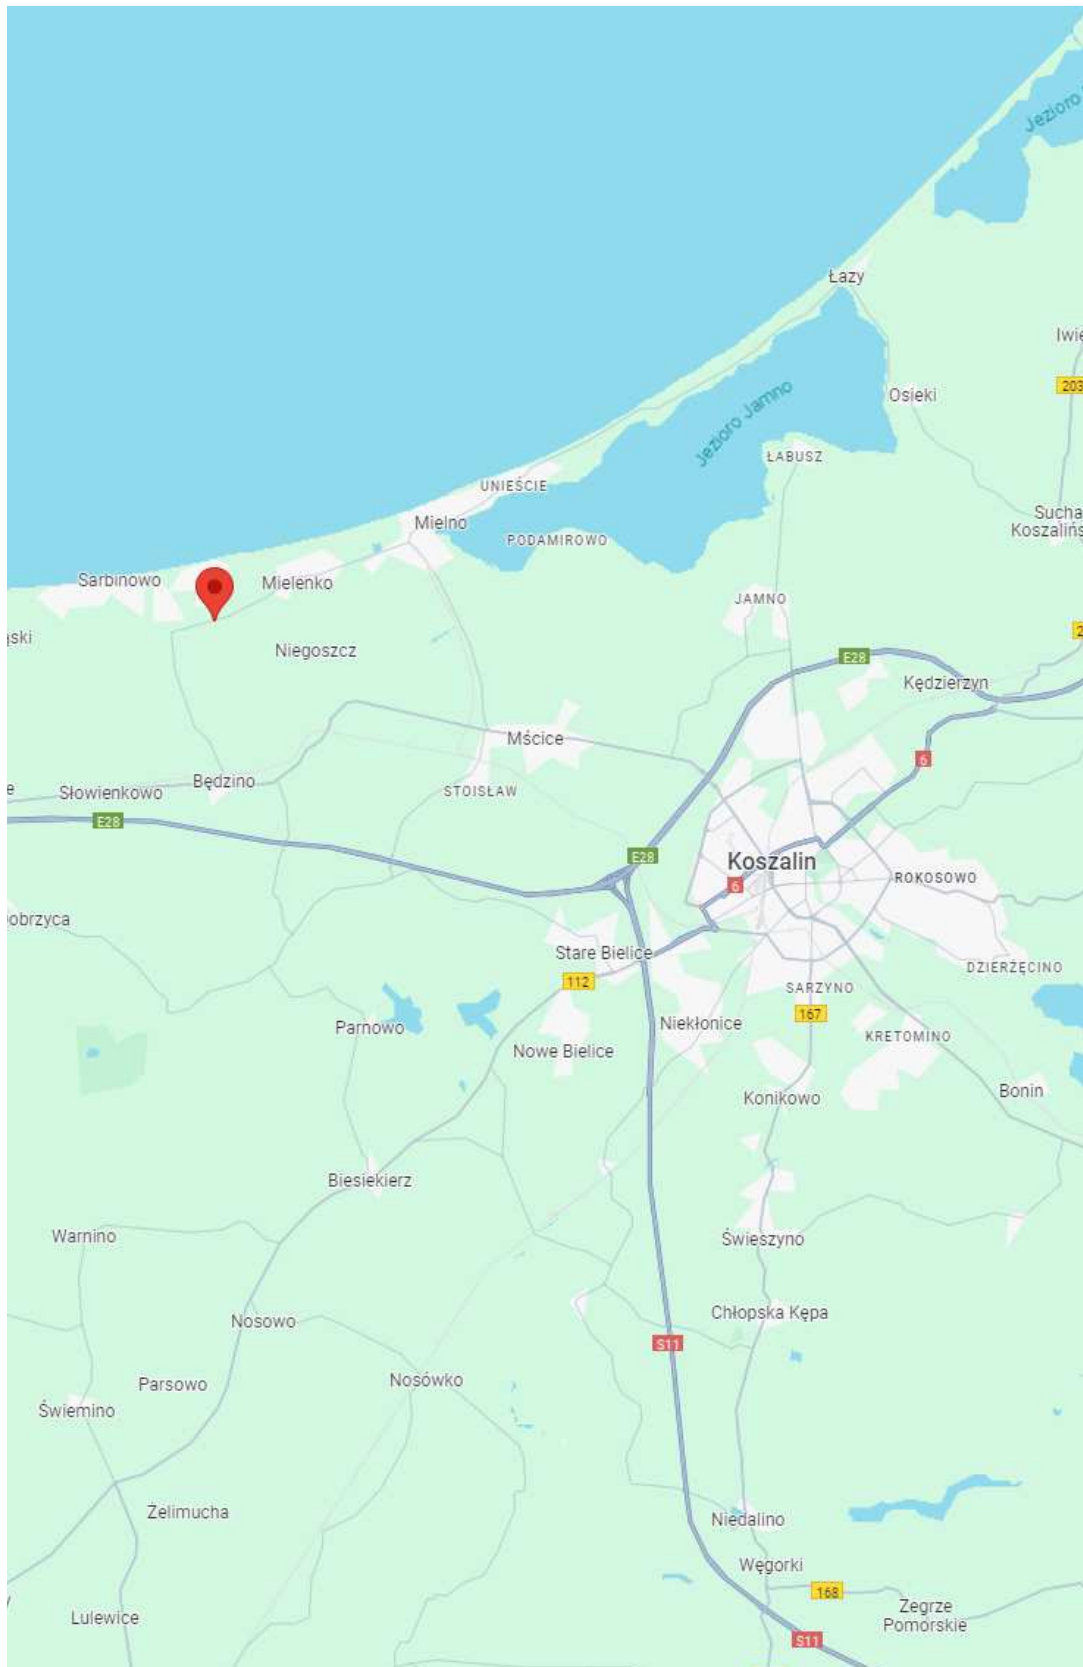 Jezioro
Łazy
Iwie
203
Osieki
Jezioro Jamno
ŁABUSZ
UNIEŚCIE
Sucha
Koszalińs
Mielno
PODAMIROWO
Sarbinowo
Mielenko
JAMNO
ąski
Niegoszcz
2
E28
Kędzierzyn
Mścice
6
Będzino
Słowienkowo
e
STOISŁAW
E28
E28
Koszalin
6
ROKOSOWO
obrzyca
Stare Bielice
DZIERŻĘCINO
112
SARZYNO
167
Parnowo
Niekłonice
KRETOMINO
Nowe Bielice
Bonin
Konikowo
Biesiekierz
Warnino
Świeszyno
Chłopska Kępa
Nosowo
S11
Parsowo
Nosówko
Świemino
Żelimucha
Niedalino
Węgorki
168
Zegrze
Pomorskie
Lulewice
S11